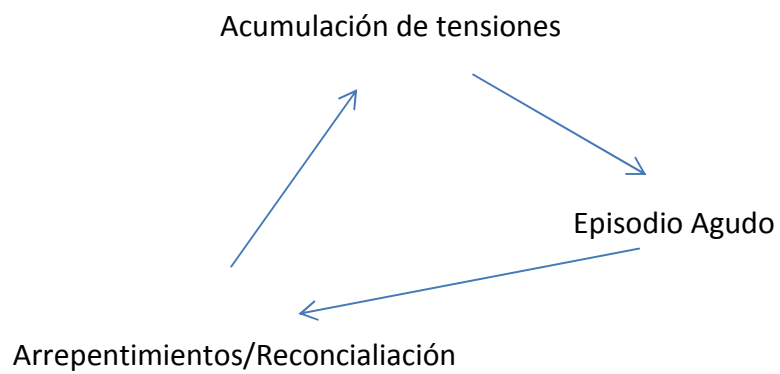 Acumulación de tensiones
Episodio Agudo
Arrepentimientos/Reconcialiación